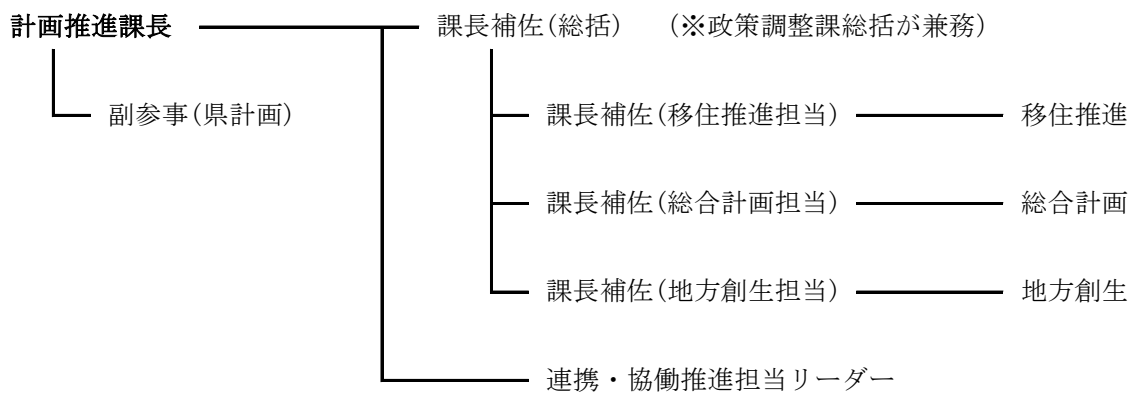 計画推進課長 課長補佐(総括) (※政策調整課総括が兼務)
副参事(県計画) 課長補佐(移住推進担当) 移住推進
課長補佐(総合計画担当) 総合計画
課長補佐(地方創生担当) 地方創生
連携・協働推進担当リーダー